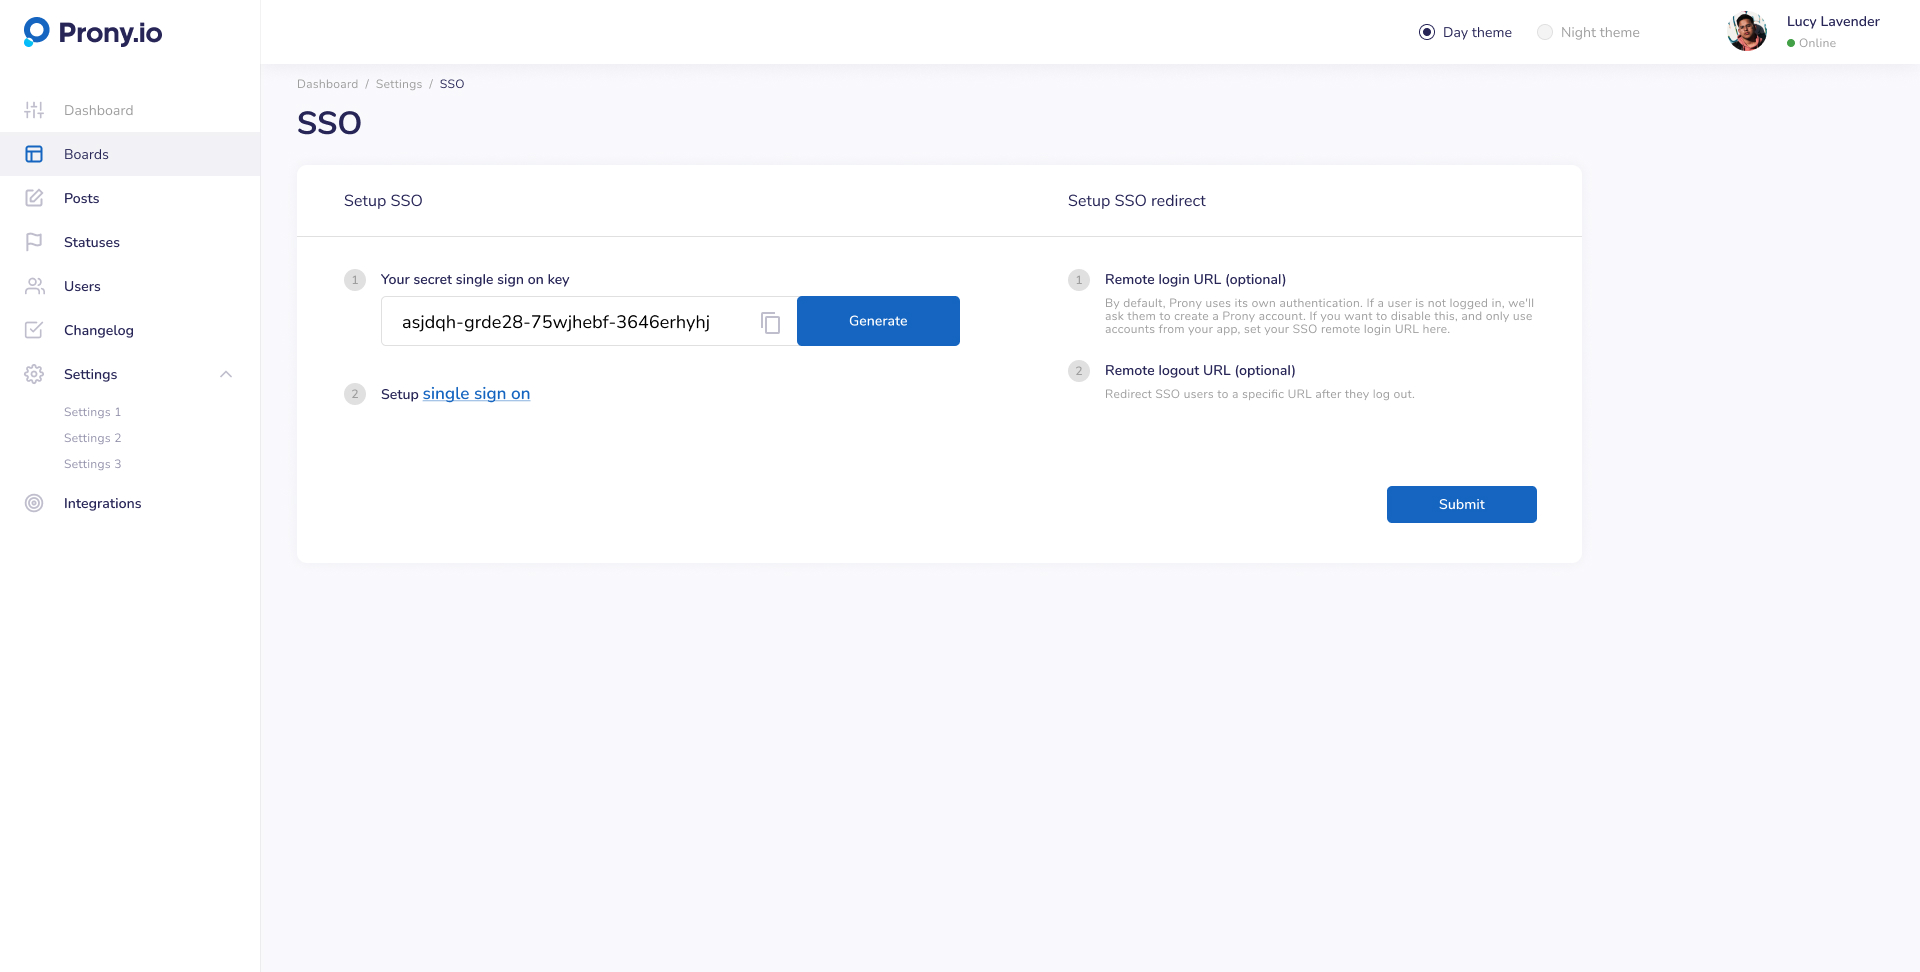 Prony.io
Day theme
Night theme
Lucy Lavender
Online
Dashboard
Boards
Posts
Statuses
Users
Changelog
Settings
Settings 1
Settings 2
Settings 3
Integrations
Dashboard / Settings / SSO
SSO
Setup SSO
1
Your secret single sign on key
asjdqh-grde28-75wjhebf-3646erhyhj
Generate
2
Setup single sign on
Setup SSO redirect
1
Remote login URL (optional)
By default, Prony uses its own authentication. If a user is not logged in, we'll
ask them to create a Prony account. If you want to disable this, and only use
accounts from your app, set your SSO remote login URL here.
2
Remote logout URL (optional)
Redirect SSO users to a specific URL after they log out.
Submit